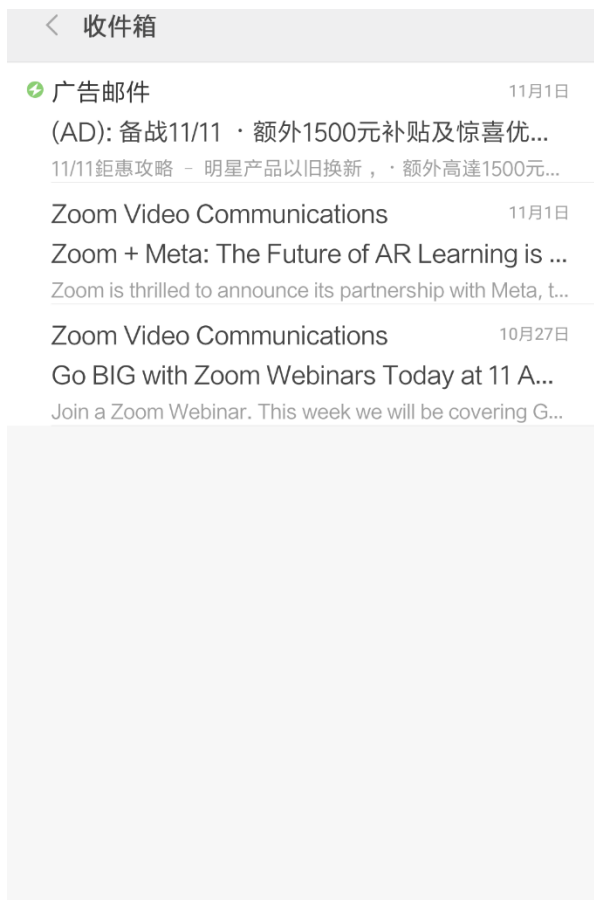 收件箱
广告邮件 11月1日
(AD): 备战11/11 ·额外1500元补贴及惊喜优...
11/11鉅惠攻略 – 明星产品以旧换新，· 额外高達1500元...
Zoom Video Communications 11月1日
Zoom + Meta: The Future of AR Learning is ...
Zoom is thrilled to announce its partnership with Meta, t...
Zoom Video Communications 10月27日
Go BIG with Zoom Webinars Today at 11 A...
Join a Zoom Webinar. This week we will be covering G...